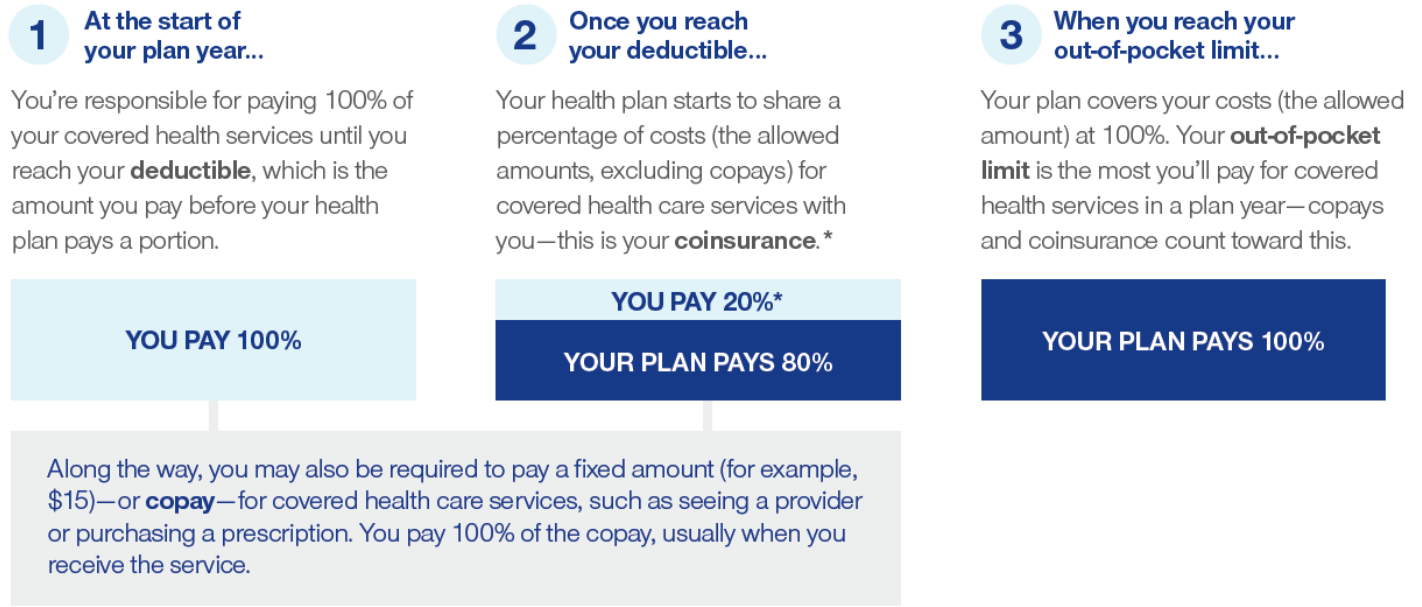 1
At the start of
your plan year...
You're responsible for paying 100% of
your covered health services until you
reach your deductible, which is the
amount you pay before your health
plan pays a portion.
YOU PAY 100%
2
Once you reach
your deductible...
Your health plan starts to share a
percentage of costs (the allowed
amounts, excluding copays) for
covered health care services with
you—this is your coinsurance.*
YOU PAY 20%*
YOUR PLAN PAYS 80%
3
When you reach your
out-of-pocket limit...
Your plan covers your costs (the allowed
amount) at 100%. Your out-of-pocket
limit is the most you'll pay for covered
health services in a plan year—copays
and coinsurance count toward this.
YOUR PLAN PAYS 100%
Along the way, you may also be required to pay a fixed amount (for example,
$15)—or copay—for covered health care services, such as seeing a provider
or purchasing a prescription. You pay 100% of the copay, usually when you
receive the service.